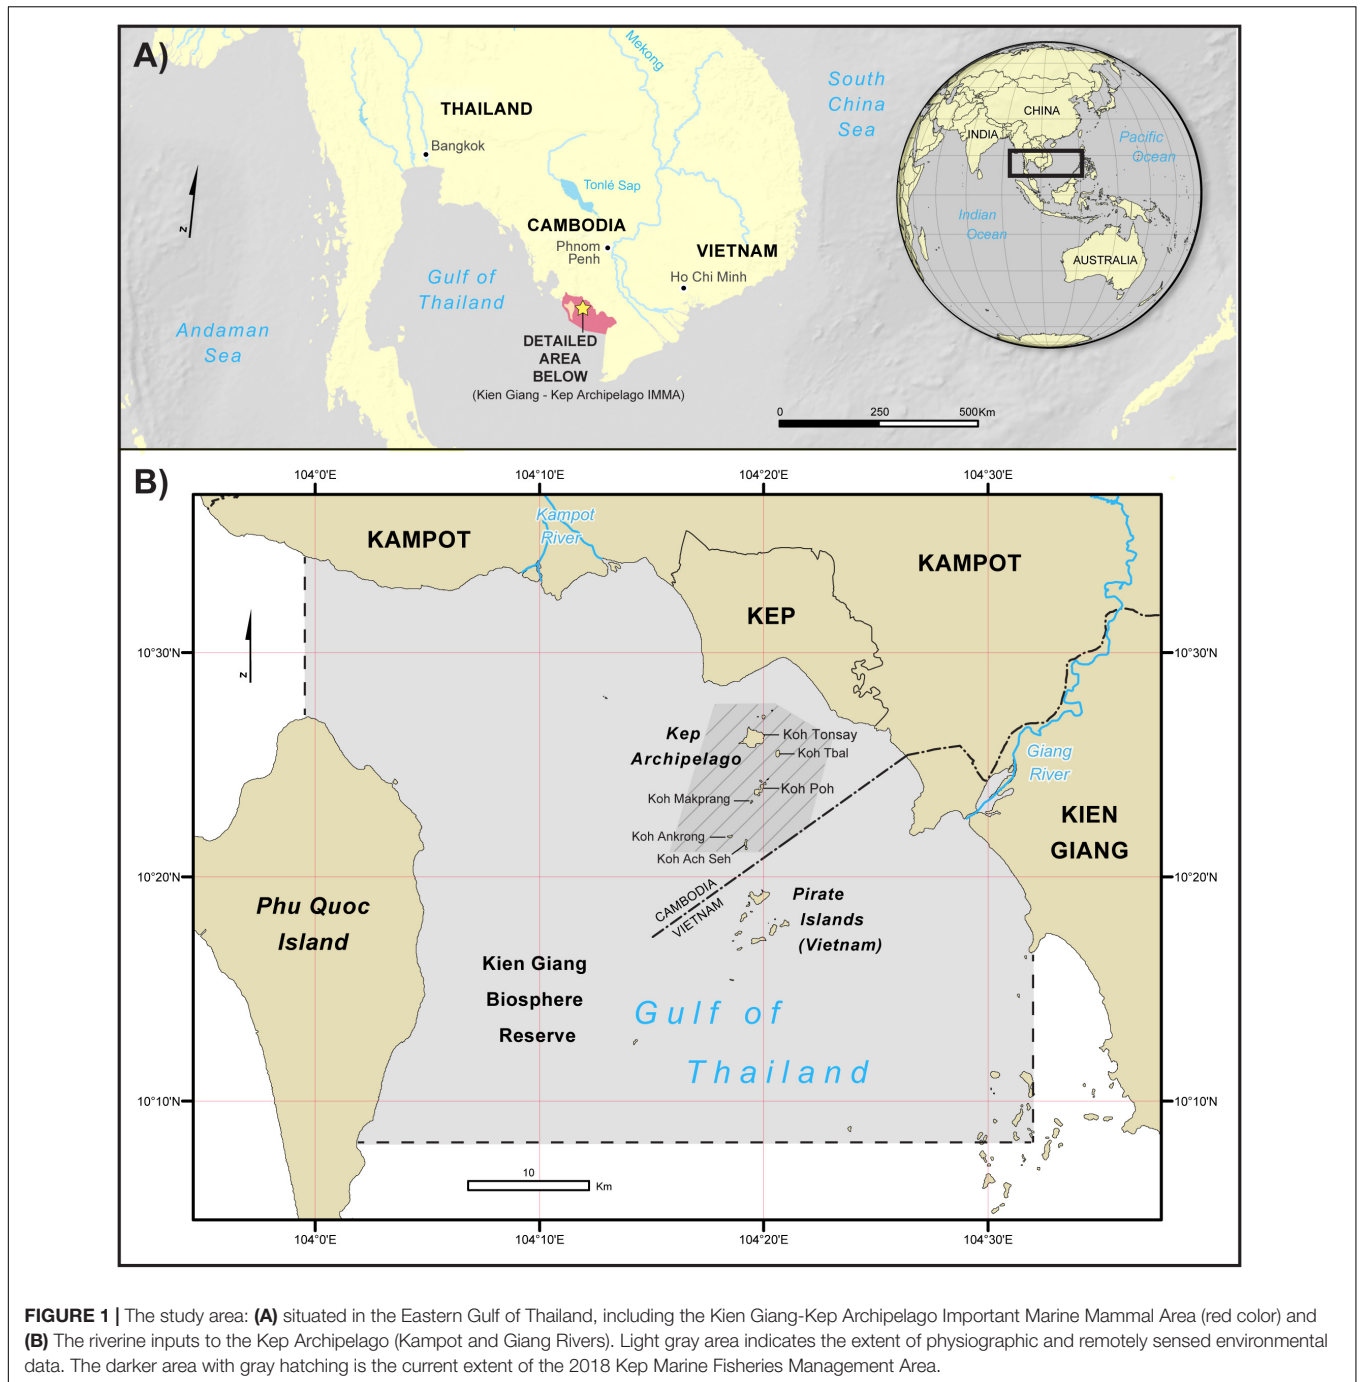 A)
Mekong
THAILAND
Bangkok
South
China
Sea
CHINA
INDIA
Pacific
Ocean
Indian
Ocean
AUSTRALIA
Tonlé Sap
CAMBODIA
Phnom
Penh
VIETNAM
Ho Chi Minh
Gulf of
Thailand
Andaman
Sea
N
DETAILED
AREA
BELOW
(Kien Giang - Kep Archipelago IMMA)
0 250 500Km
B)
104°0'E 104°10'E 104°20'E 104°30'E
KAMPOT
Kampot
River
KAMPOT
KEP
N
10°30'N 10°30'N
Kep
Archipelago
Koh Tonsay
Koh Tbal
Koh Poh
Koh Makprang
Koh Ankrong
Koh Ach Seh
Giang
River
KIEN
GIANG
10°20'N 10°20'N
CAMBODIA
VIETNAM
Pirate
Islands
(Vietnam)
Phu Quoc
Island
Kien Giang
Biosphere
Reserve
Gulf of
Thailand
10°10'N 10°10'N
10
Km
104°0'E 104°10'E 104°20'E 104°30'E
FIGURE 1 | The study area: (A) situated in the Eastern Gulf of Thailand, including the Kien Giang-Kep Archipelago Important Marine Mammal Area (red color) and
(B) The riverine inputs to the Kep Archipelago (Kampot and Giang Rivers). Light gray area indicates the extent of physiographic and remotely sensed environmental
data. The darker area with gray hatching is the current extent of the 2018 Kep Marine Fisheries Management Area.